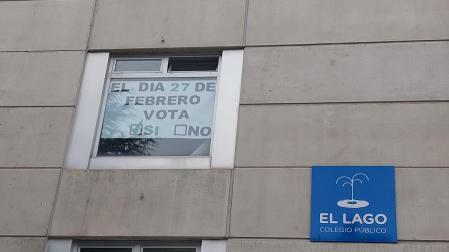 EL DIA 27 DE
FEBRERO
VOTA
☑SI ☐NO
EL LAGO
COLEGIO PÚBLICO